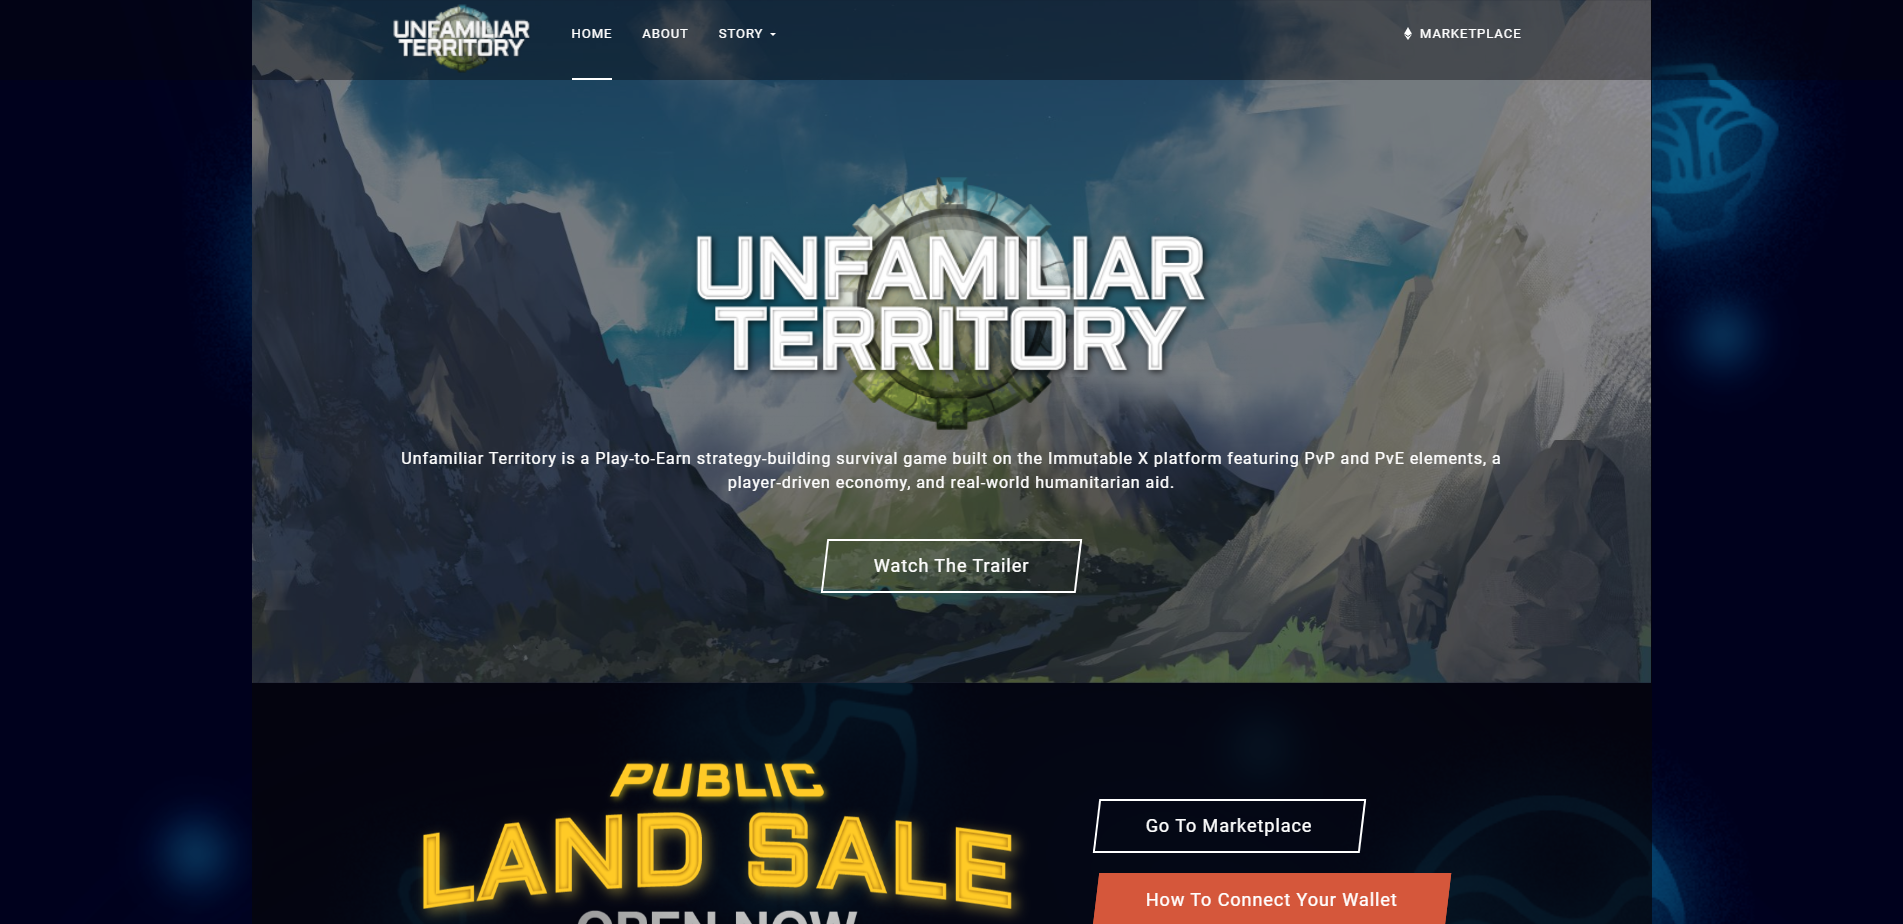 UNFAMILIAR
TERRITORY
HOME
ABOUT
STORY
MARKETPLACE
UNFAMILIAR
TERRITORY
Unfamiliar Territory is a Play-to-Earn strategy-building survival game built on the Immutable X platform featuring PvP and PvE elements, a
player-driven economy, and real-world humanitarian aid.
Watch The Trailer
PUBLIC
LAND SALE
OPEN NOW
Go To Marketplace
How To Connect Your Wallet